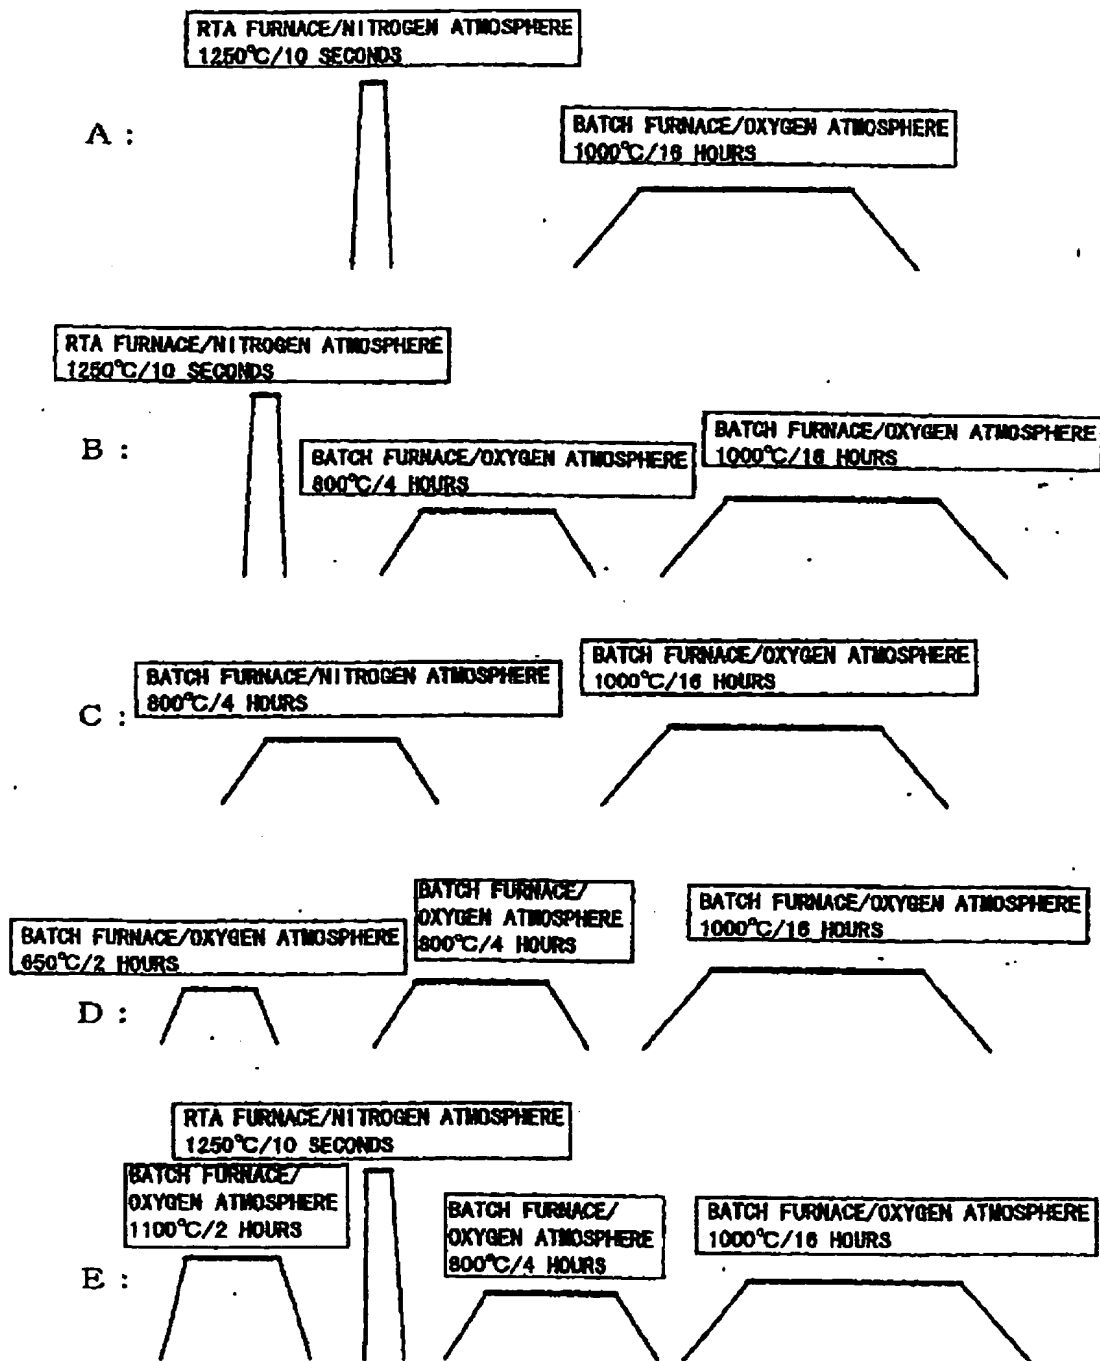 RTA FURNACE/NITROGEN ATMOSPHERE
1250°C/10 SECONDS
A :
BATCH FURNACE/OXYGEN ATMOSPHERE
1000°C/16 HOURS
RTA FURNACE/NITROGEN ATMOSPHERE
1250°C/10 SECONDS
B :
BATCH FURNACE/OXYGEN ATMOSPHERE
800°C/4 HOURS
BATCH FURNACE/OXYGEN ATMOSPHERE
1000°C/16 HOURS
C :
BATCH FURNACE/NITROGEN ATMOSPHERE
800°C/4 HOURS
BATCH FURNACE/OXYGEN ATMOSPHERE
1000°C/16 HOURS
D :
BATCH FURNACE/OXYGEN ATMOSPHERE
650°C/2 HOURS
BATCH FURNACE/
OXYGEN ATMOSPHERE
800°C/4 HOURS
BATCH FURNACE/OXYGEN ATMOSPHERE
1000°C/16 HOURS
E :
BATCH FURNACE/
OXYGEN ATMOSPHERE
1100°C/2 HOURS
RTA FURNACE/NITROGEN ATMOSPHERE
1250°C/10 SECONDS
BATCH FURNACE/
OXYGEN ATMOSPHERE
800°C/4 HOURS
BATCH FURNACE/OXYGEN ATMOSPHERE
1000°C/16 HOURS